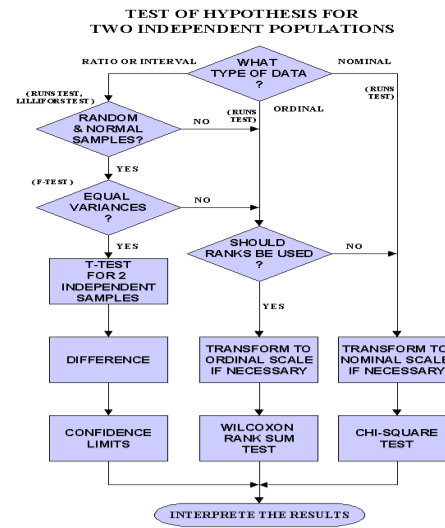 TEST OF HYPOTHESIS FOR
TWO INDEPENDENT POPULATIONS
RATIO OR INTERVAL
WHAT
TYPE OF DATA
?
NOMINAL
(RUNS TEST,
LILLIFORS TEST)
(RUNS
TEST)
ORDINAL
(RUNS
TEST)
RANDOM
& NORMAL
SAMPLES?
NO
YES
(F-TEST)
EQUAL
VARIANCES
?
NO
YES
SHOULD
RANKS BE USED
?
NO
YES
T-TEST
FOR 2
INDEPENDENT
SAMPLES
DIFFERENCE
TRANSFORM TO
ORDINAL SCALE
IF NECESSARY
TRANSFORM TO
NOMINAL SCALE
IF NECESSARY
CONFIDENCE
LIMITS
WILCOXON
RANK SUM
TEST
CHI-SQUARE
TEST
INTERPRETE THE RESULTS